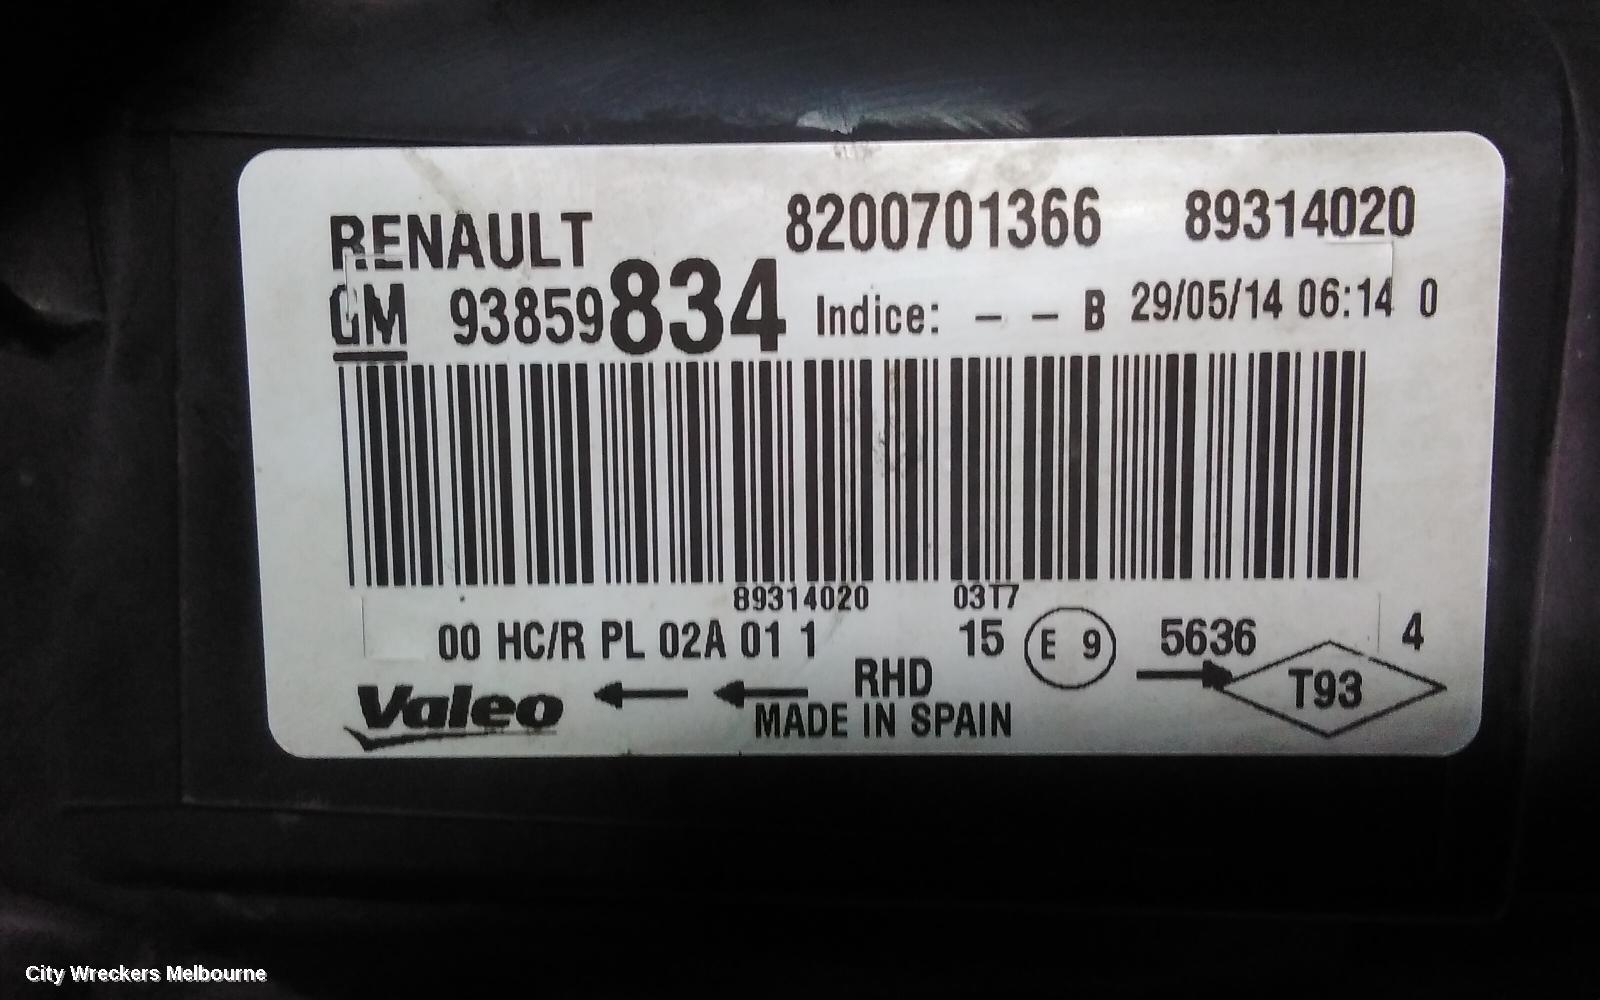 RENAULT 8200701366 89314020
GM 93859834 Indice: - - B 29/05/14 06:14 0
89314020 03T7
00 HC/R PL 02A 01 1 15 E 9 5636 4
Valeo RHD T93
MADE IN SPAIN
City Wreckers Melbourne